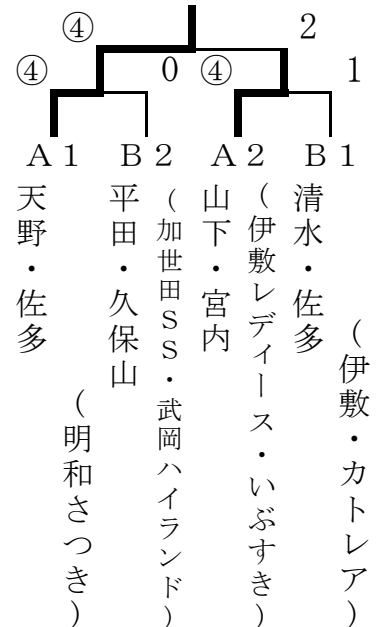 ④ 2
④ 0 ④ 1
A1 B2 A2 B1
天野・佐多
(明和さつき)
平田・久保山
(加世田SS・武岡ハイランド)
山下・宮内
(伊敷レディース・いぶすき)
清水・佐多
(伊敷・カトレア)